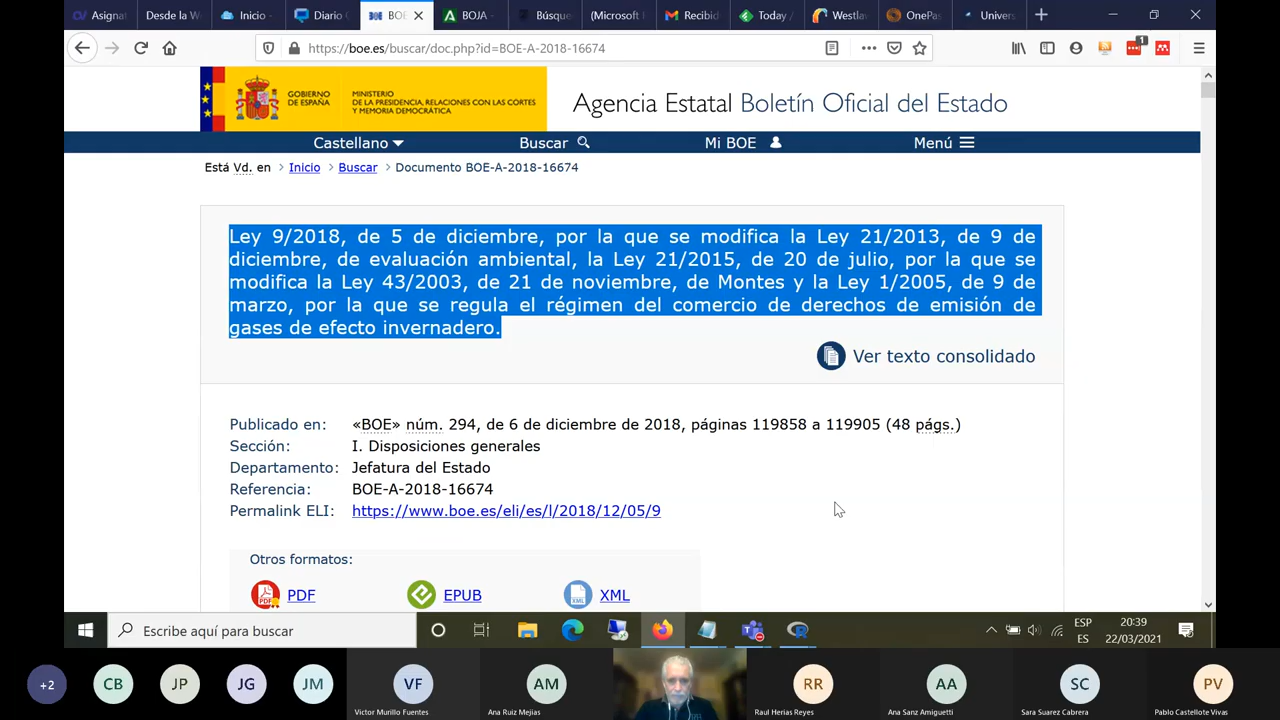 Asignat
Desde la W
Inicio -
Diario
BOE
BOJA -
Búsque
(Microsoft
Recibid
Today /
Westla
OnePas
Univers
https://boe.es/buscar/doc.php?id=BOE-A-2018-16674
1
GOBIERNO
DE ESPAÑA
MINISTERIO
DE LA PRESIDENCIA, RELACIONES CON LAS CORTES
Y MEMORIA DEMOCRÁTICA
Agencia Estatal Boletín Oficial del Estado
Castellano
Buscar
Mi BOE
Menú
Está Vd. en > Inicio > Buscar > Documento BOE-A-2018-16674
Ley 9/2018, de 5 de diciembre, por la que se modifica la Ley 21/2013, de 9 de
diciembre, de evaluación ambiental, la Ley 21/2015, de 20 de julio, por la que se
modifica la Ley 43/2003, de 21 de noviembre, de Montes y la Ley 1/2005, de 9 de
marzo, por la que se regula el régimen del comercio de derechos de emisión de
gases de efecto invernadero.
Ver texto consolidado
Publicado en: «BOE» núm. 294, de 6 de diciembre de 2018, páginas 119858 a 119905 (48 págs.)
Sección: I. Disposiciones generales
Departamento: Jefatura del Estado
Referencia: BOE-A-2018-16674
Permalink ELI: https://www.boe.es/eli/es/l/2018/12/05/9
Otros formatos:
PDF
EPUB
XML
Escribe aquí para buscar
ESP
ES
20:39
22/03/2021
+2
CB
JP
JG
JM
VF
Victor Murillo Fuentes
AM
Ana Ruiz Mejias
RR
Raul Herias Reyes
AA
Ana Sanz Amiguetti
SC
Sara Suarez Cabrera
PV
Pablo Castellote Vivas